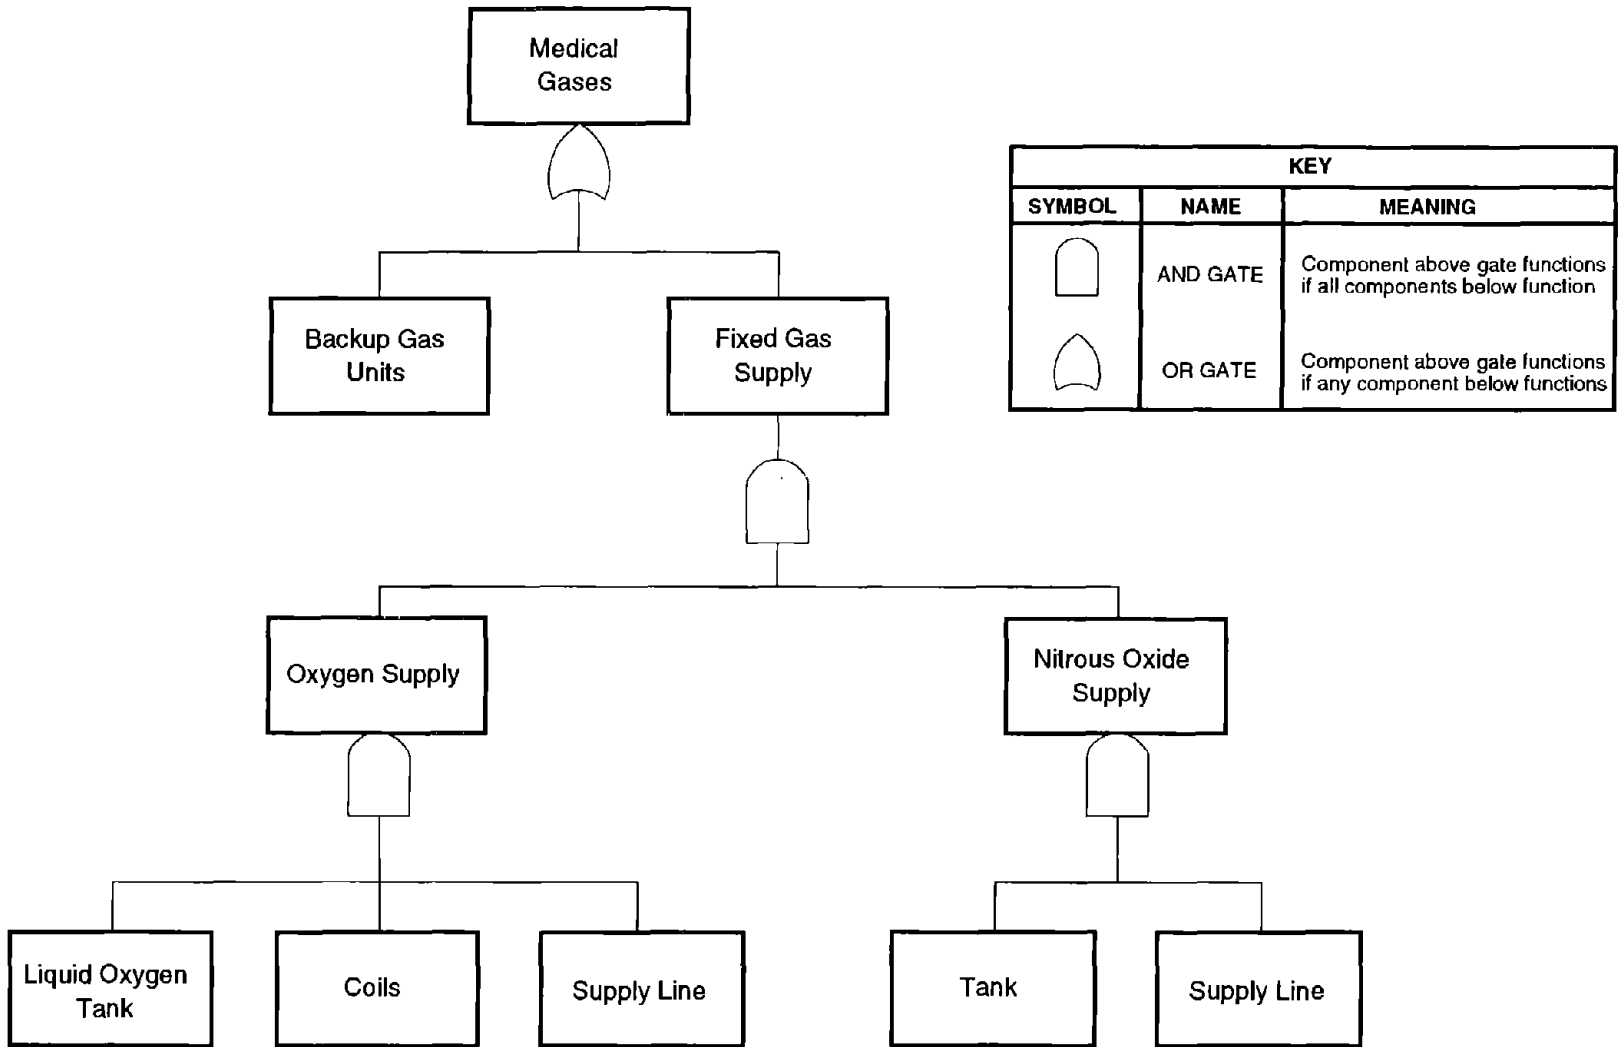 Medical
Gases
KEY
SYMBOL NAME MEANING
AND GATE
Component above gate functions
if all components below function
OR GATE
Component above gate functions
if any component below functions
Backup Gas
Units
Fixed Gas
Supply
Oxygen Supply
Nitrous Oxide
Supply
Liquid Oxygen
Tank
Coils
Supply Line
Tank
Supply Line